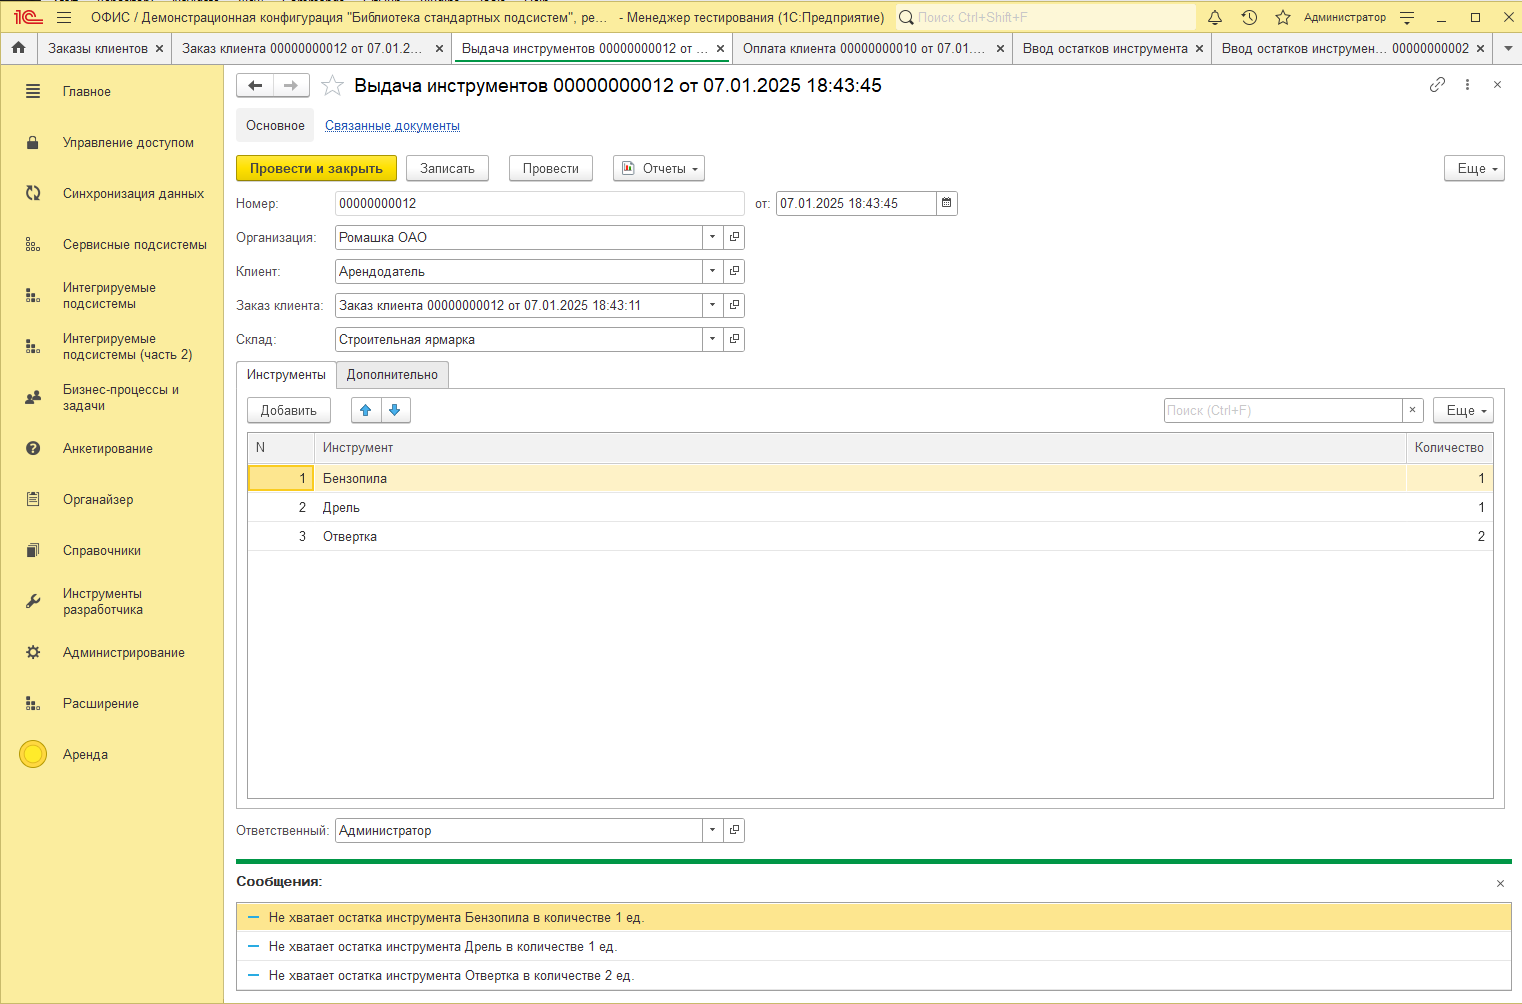 1С ОФИС / Демонстрационная конфигурация "Библиотека стандартных подсистем", ре... - Менеджер тестирования (1С:Предприятие) Поиск Ctrl+Shift+F Администратор
Заказы клиентов Заказ клиента 00000000012 от 07.01.2... Выдача инструментов 00000000012 от ... Оплата клиента 00000000010 от 07.01.... Ввод остатков инструмента Ввод остатков инструмен... 00000000002
Главное
Управление доступом
Синхронизация данных
Сервисные подсистемы
Интегрируемые
подсистемы
Интегрируемые
подсистемы (часть 2)
Бизнес-процессы и
задачи
Анкетирование
Органайзер
Справочники
Инструменты
разработчика
Администрирование
Расширение
Аренда
Выдача инструментов 00000000012 от 07.01.2025 18:43:45
Основное Связанные документы
Провести и закрыть Записать Провести Отчеты Еще
Номер: 00000000012 от: 07.01.2025 18:43:45
Организация: Ромашка ОАО
Клиент: Арендодатель
Заказ клиента: Заказ клиента 00000000012 от 07.01.2025 18:43:11
Склад: Строительная ярмарка
Инструменты Дополнительно
Добавить Поиск (Ctrl+F) Еще
N Инструмент Количество
1 Бензопила 1
2 Дрель 1
3 Отвертка 2
Ответственный: Администратор
Сообщения:
Не хватает остатка инструмента Бензопила в количестве 1 ед.
Не хватает остатка инструмента Дрель в количестве 1 ед.
Не хватает остатка инструмента Отвертка в количестве 2 ед.